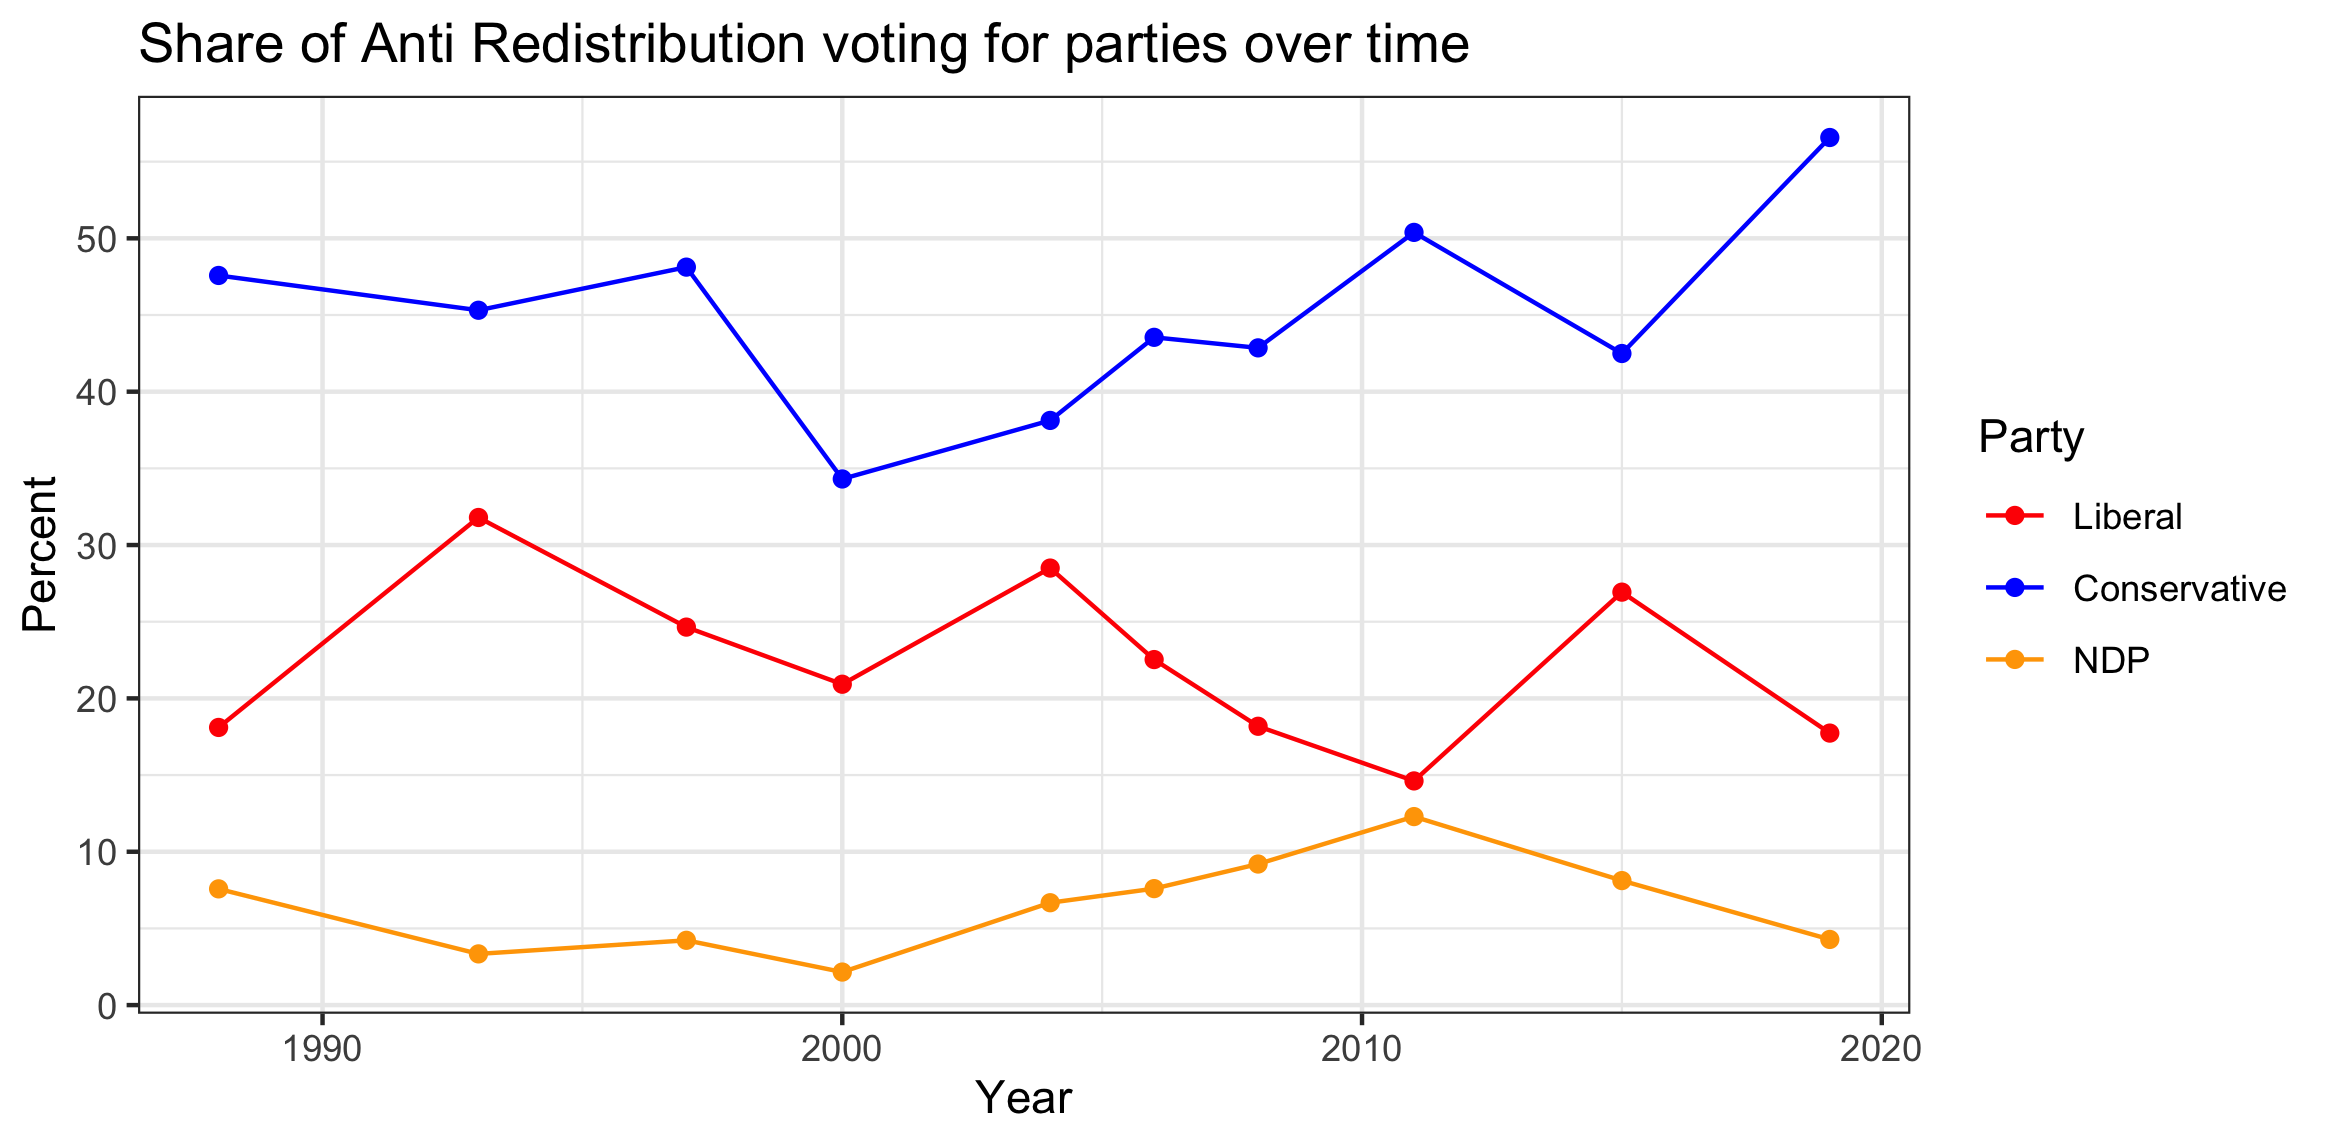 Share of Anti Redistribution voting for parties over time
Percent
50
40
30
20
10
0
1990 2000 2010 2020
Year
Party
Liberal
Conservative
NDP